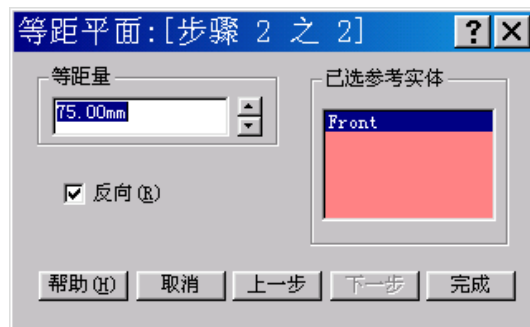 等距平面:[步骤 2 之 2]
等距量
75.00mm
已选参考实体
Front
反向(R)
帮助(H) 取消 上一步 下一步 完成